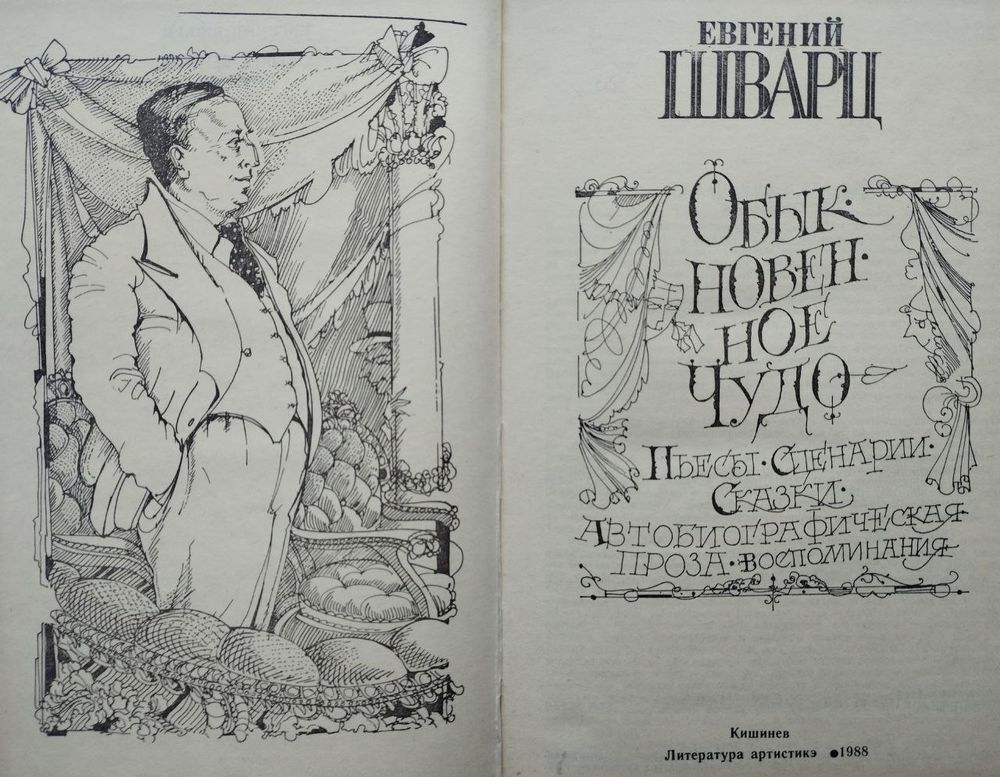 ЕВГЕНИЙ
ШВАРЦ
ОБЫК·
НОВЕН·
НОЕ
ЧУДО
ПЬЕСЫ·СЦЕНАРИИ·
СКАЗКИ·
АВТОБИОГРАФИЧЕСКАЯ
ПРОЗА·ВОСПОМИНАНИЯ
Кишинев
Литература артистикэ ●1988